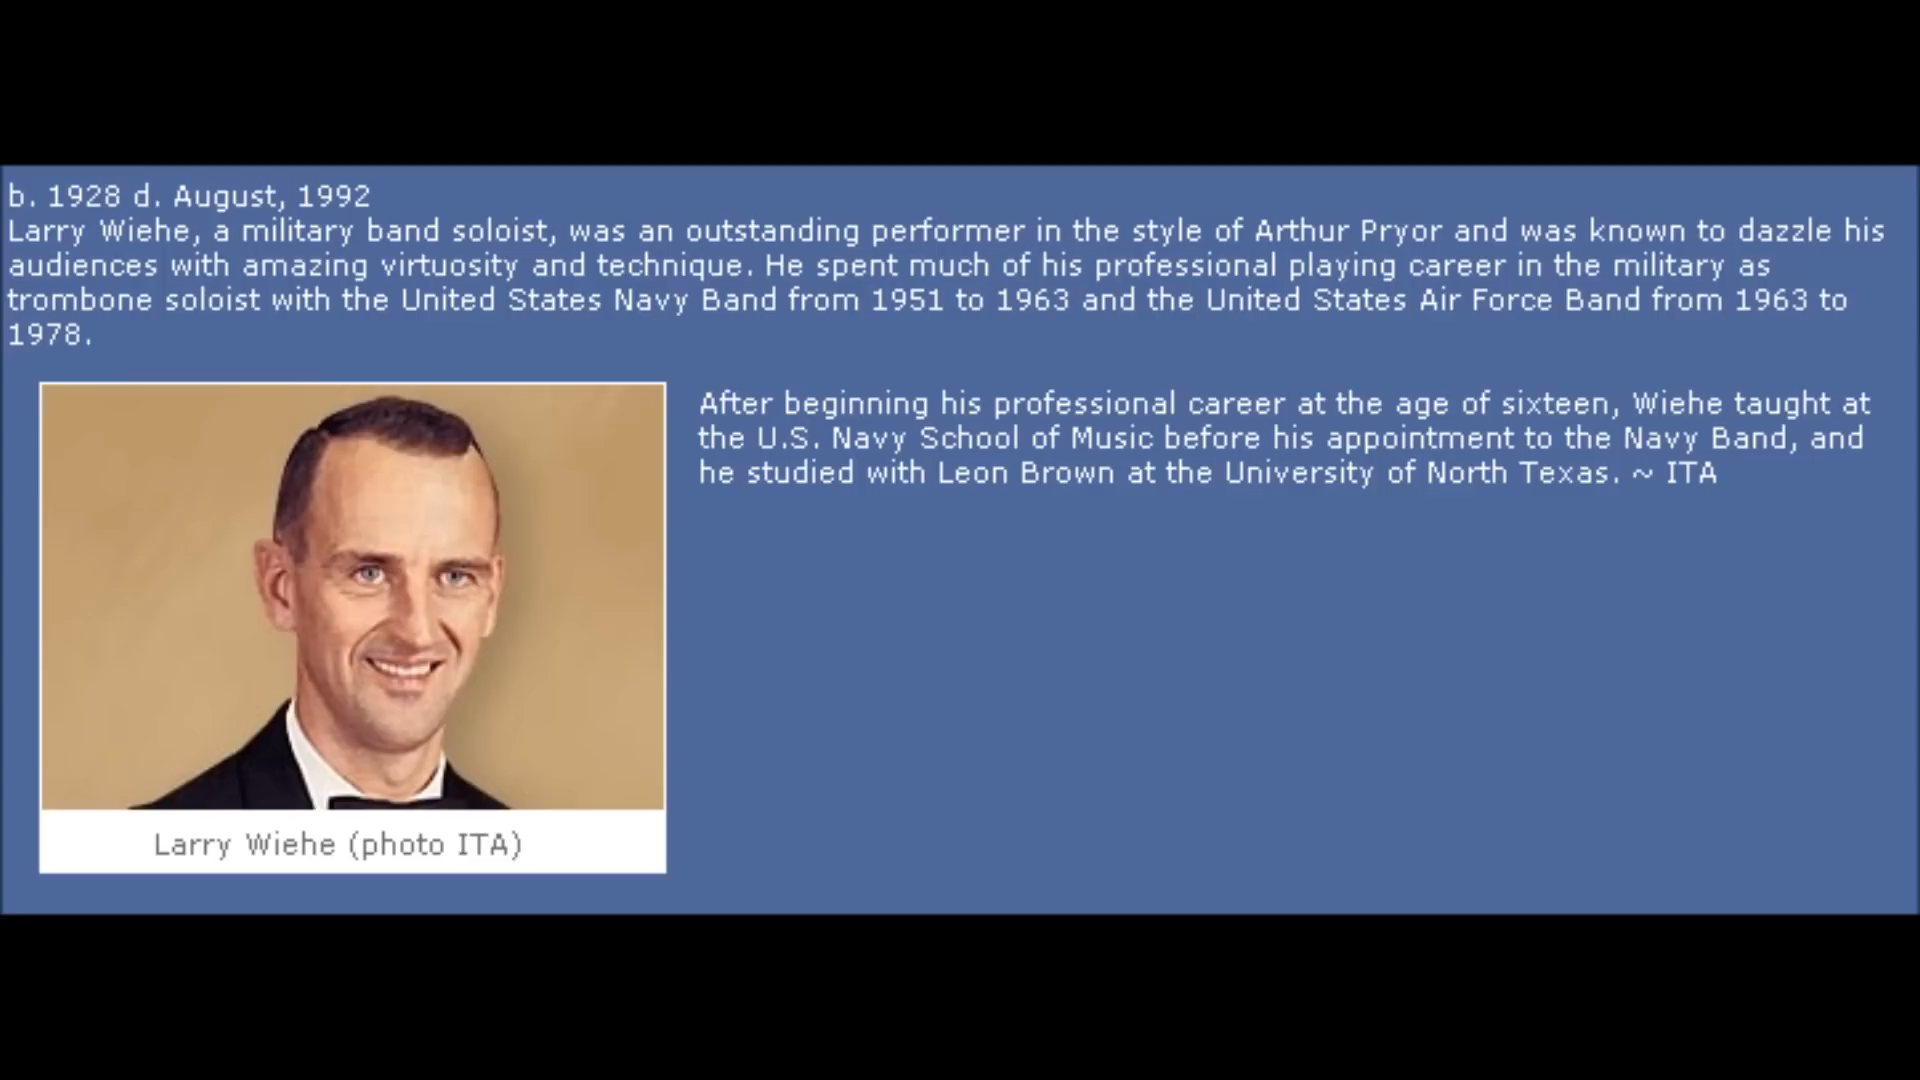 b. 1928 d. August, 1992
Larry Wiehe, a military band soloist, was an outstanding performer in the style of Arthur Pryor and was known to dazzle his
audiences with amazing virtuosity and technique. He spent much of his professional playing career in the military as
trombone soloist with the United States Navy Band from 1951 to 1963 and the United States Air Force Band from 1963 to
1978.
After beginning his professional career at the age of sixteen, Wiehe taught at
the U.S. Navy School of Music before his appointment to the Navy Band, and
he studied with Leon Brown at the University of North Texas. ~ ITA
Larry Wiehe (photo ITA)